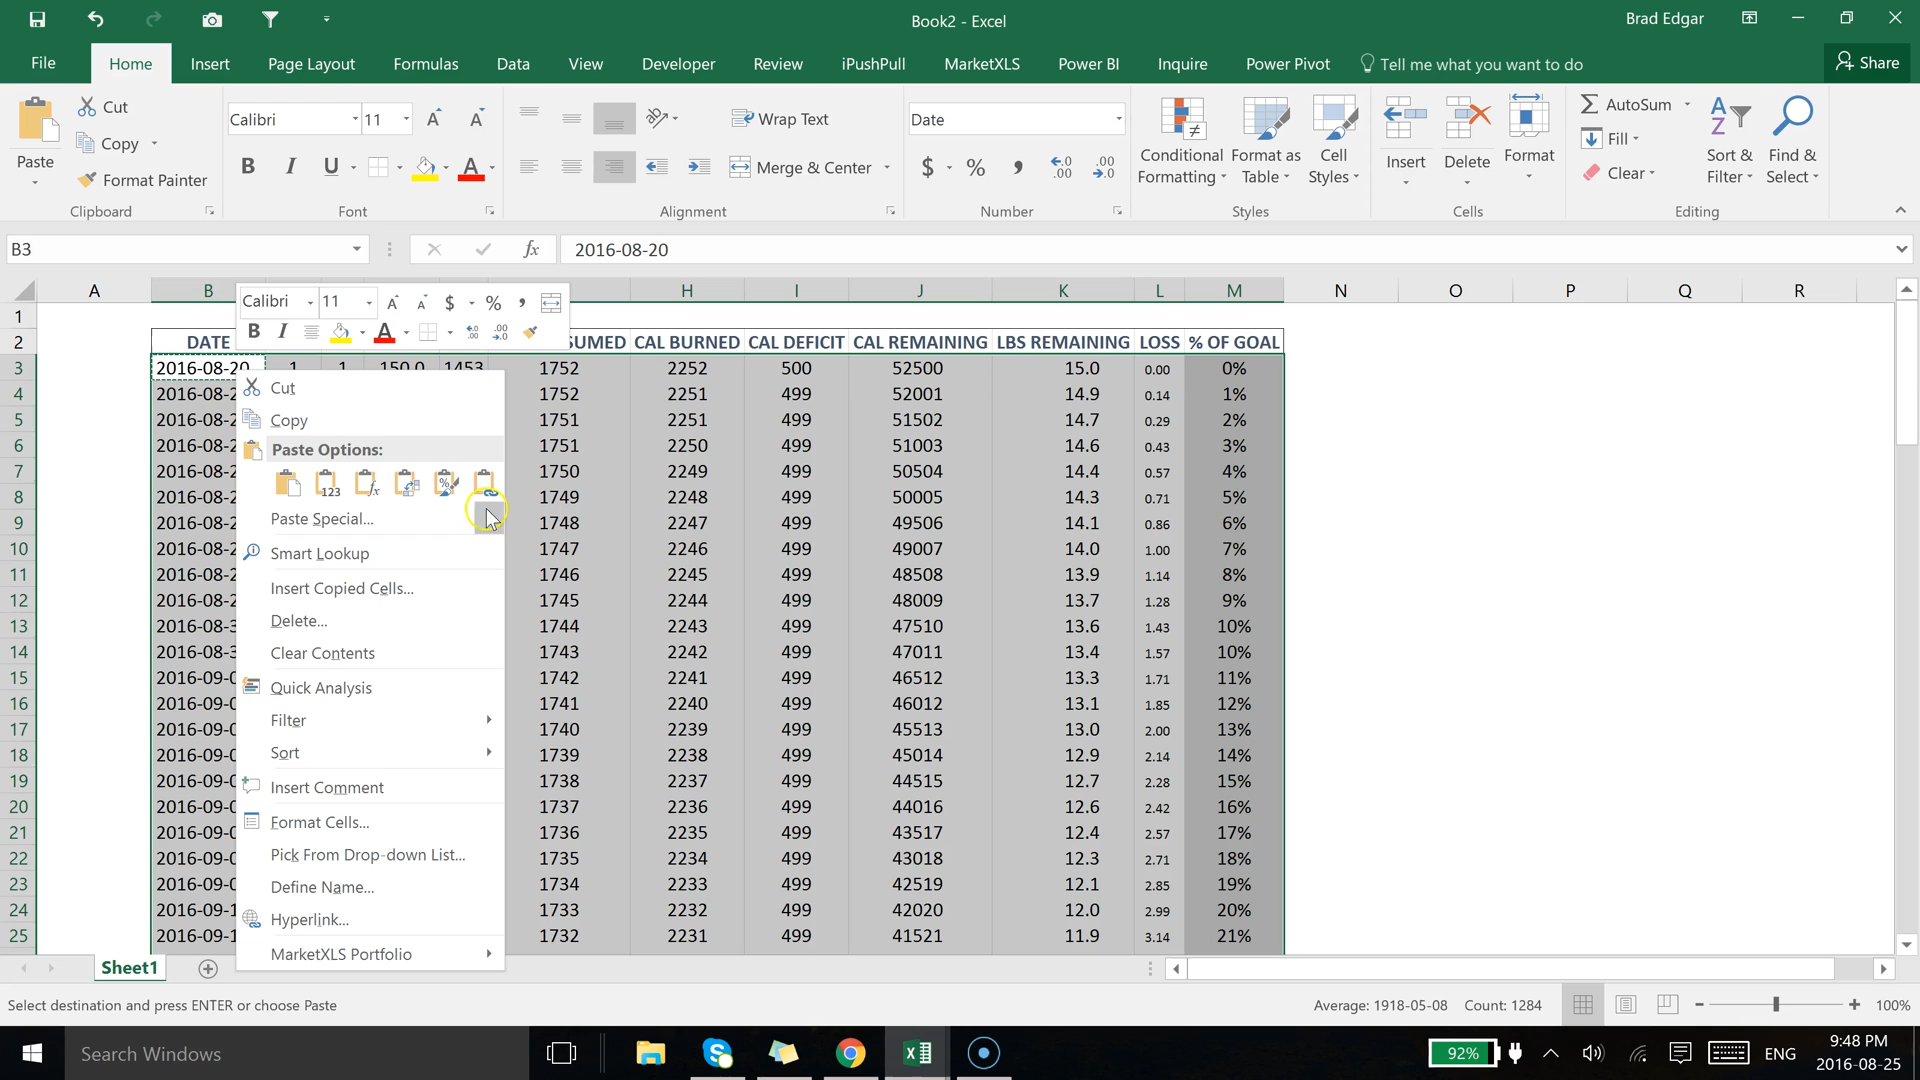 Book2 - Excel
Brad Edgar
File Home Insert Page Layout Formulas Data View Developer Review iPushPull MarketXLS Power BI Inquire Power Pivot Tell me what you want to do Share
Paste
Cut
Copy
Format Painter
Clipboard
Calibri 11
B I U
Font
Wrap Text
Merge & Center
Alignment
Date
$ % ,
Number
Conditional Formatting
Format as Table
Cell Styles
Styles
Insert Delete Format
Cells
AutoSum
Fill
Clear
Sort & Filter
Find & Select
Editing
B3 fx 2016-08-20
A B H I J K L M N O P Q R
Calibri 11 A A $ % ,
B I A
1
2 DATE UMED CAL BURNED CAL DEFICIT CAL REMAINING LBS REMAINING LOSS % OF GOAL
3 2016-08-20 1 1 150.0 1453 1752 2252 500 52500 15.0 0.00 0%
4 2016-08-2 1752 2251 499 52001 14.9 0.14 1%
5 2016-08-2 1751 2251 499 51502 14.7 0.29 2%
6 2016-08-2 1751 2250 499 51003 14.6 0.43 3%
7 2016-08-2 1750 2249 499 50504 14.4 0.57 4%
8 2016-08-2 1749 2248 499 50005 14.3 0.71 5%
9 2016-08-2 1748 2247 499 49506 14.1 0.86 6%
10 2016-08-2 1747 2246 499 49007 14.0 1.00 7%
11 2016-08-2 1746 2245 499 48508 13.9 1.14 8%
12 2016-08-2 1745 2244 499 48009 13.7 1.28 9%
13 2016-08-3 1744 2243 499 47510 13.6 1.43 10%
14 2016-08-3 1743 2242 499 47011 13.4 1.57 10%
15 2016-09-0 1742 2241 499 46512 13.3 1.71 11%
16 2016-09-0 1741 2240 499 46012 13.1 1.85 12%
17 2016-09-0 1740 2239 499 45513 13.0 2.00 13%
18 2016-09-0 1739 2238 499 45014 12.9 2.14 14%
19 2016-09-0 1738 2237 499 44515 12.7 2.28 15%
20 2016-09-0 1737 2236 499 44016 12.6 2.42 16%
21 2016-09-0 1736 2235 499 43517 12.4 2.57 17%
22 2016-09-0 1735 2234 499 43018 12.3 2.71 18%
23 2016-09-0 1734 2233 499 42519 12.1 2.85 19%
24 2016-09-1 1733 2232 499 42020 12.0 2.99 20%
25 2016-09-1 1732 2231 499 41521 11.9 3.14 21%
Cut
Copy
Paste Options:
Paste Special...
Smart Lookup
Insert Copied Cells...
Delete...
Clear Contents
Quick Analysis
Filter
Sort
Insert Comment
Format Cells...
Pick From Drop-down List...
Define Name...
Hyperlink...
MarketXLS Portfolio
Sheet1
Select destination and press ENTER or choose Paste
Average: 1918-05-08 Count: 1284 100%
Search Windows
92% ENG
9:48 PM
2016-08-25